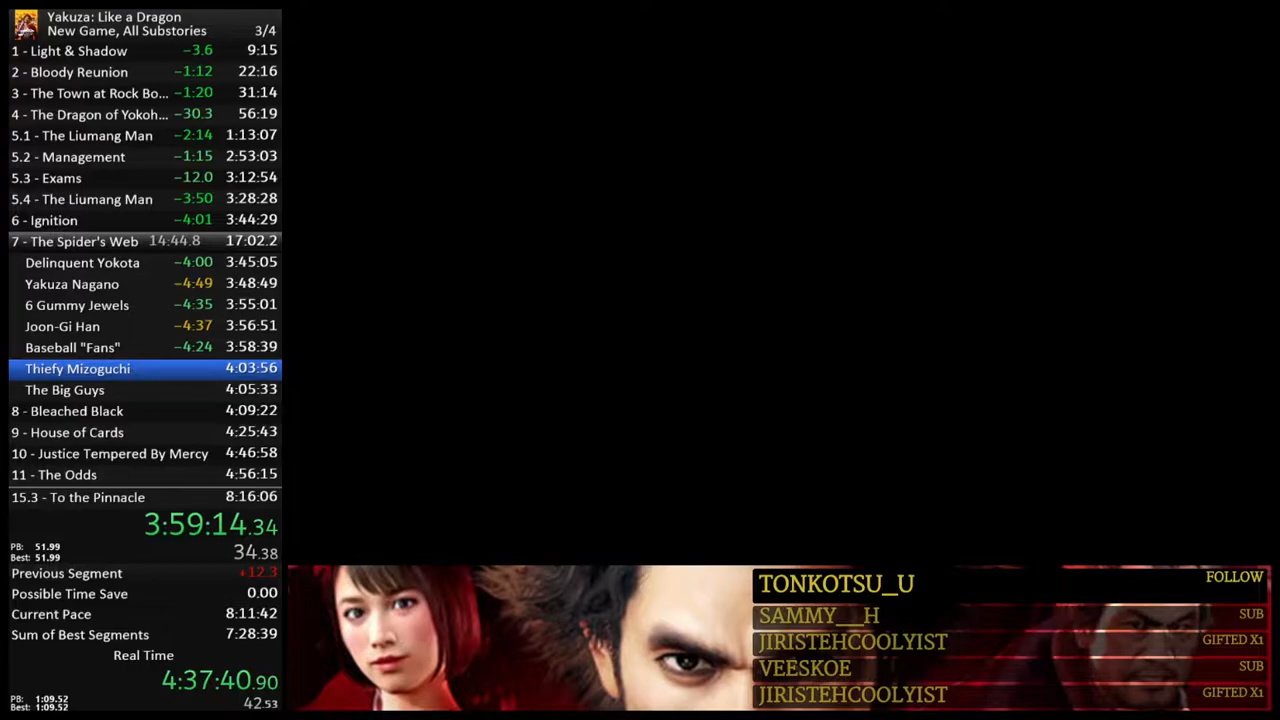 Yakuza: Like a Dragon
New Game, All Substories 3/4
1 - Light & Shadow -3.6 9:15
2 - Bloody Reunion -1:12 22:16
3 - The Town at Rock Bo... -1:20 31:14
4 - The Dragon of Yokoh... -30.3 56:19
5.1 - The Liumang Man -2:14 1:13:07
5.2 - Management -1:15 2:53:03
5.3 - Exams -12.0 3:12:54
5.4 - The Liumang Man -3:50 3:28:28
6 - Ignition -4:01 3:44:29
7 - The Spider's Web 14:44.8 17:02.2
Delinquent Yokota -4:00 3:45:05
Yakuza Nagano -4:49 3:48:49
6 Gummy Jewels -4:35 3:55:01
Joon-Gi Han -4:37 3:56:51
Baseball "Fans" -4:24 3:58:39
Thiefy Mizoguchi 4:03:56
The Big Guys 4:05:33
8 - Bleached Black 4:09:22
9 - House of Cards 4:25:43
10 - Justice Tempered By Mercy 4:46:58
11 - The Odds 4:56:15
15.3 - To the Pinnacle 8:16:06
3:59:14.34
PB: 51.99
Best: 51.99
34.38
Previous Segment +12.3
Possible Time Save 0.00
Current Pace 8:11:42
Sum of Best Segments 7:28:39
Real Time
4:37:40.90
PB: 1:09.52
Best: 1:09.52
42.53
TONKOTSU_U FOLLOW
SAMMY__H SUB
JIRISTEHCOOLYIST GIFTED X1
VEESKOE SUB
JIRISTEHCOOLYIST GIFTED X1